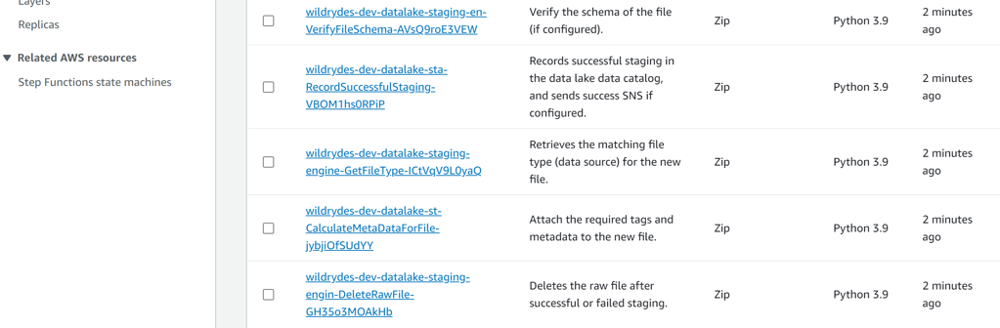 Layers
Replicas
Related AWS resources
Step Functions state machines
wildrydes-dev-datalake-staging-en-
VerifyFileSchema-AVsQ9roE3VEW
Verify the schema of the file
(if configured).
Zip
Python 3.9
2 minutes
ago
wildrydes-dev-datalake-sta-
RecordSuccessfulStaging-
VBOM1hs0RPiP
Records successful staging in
the data lake data catalog,
and sends success SNS if
configured.
Zip
Python 3.9
2 minutes
ago
wildrydes-dev-datalake-staging-
engine-GetFileType-ICtVqV9L0yaQ
Retrieves the matching file
type (data source) for the new
file.
Zip
Python 3.9
2 minutes
ago
wildrydes-dev-datalake-st-
CalculateMetaDataForFile-
jybjiOfSUdYY
Attach the required tags and
metadata to the new file.
Zip
Python 3.9
2 minutes
ago
wildrydes-dev-datalake-staging-
engin-DeleteRawFile-
GH35o3MOAkHb
Deletes the raw file after
successful or failed staging.
Zip
Python 3.9
2 minutes
ago